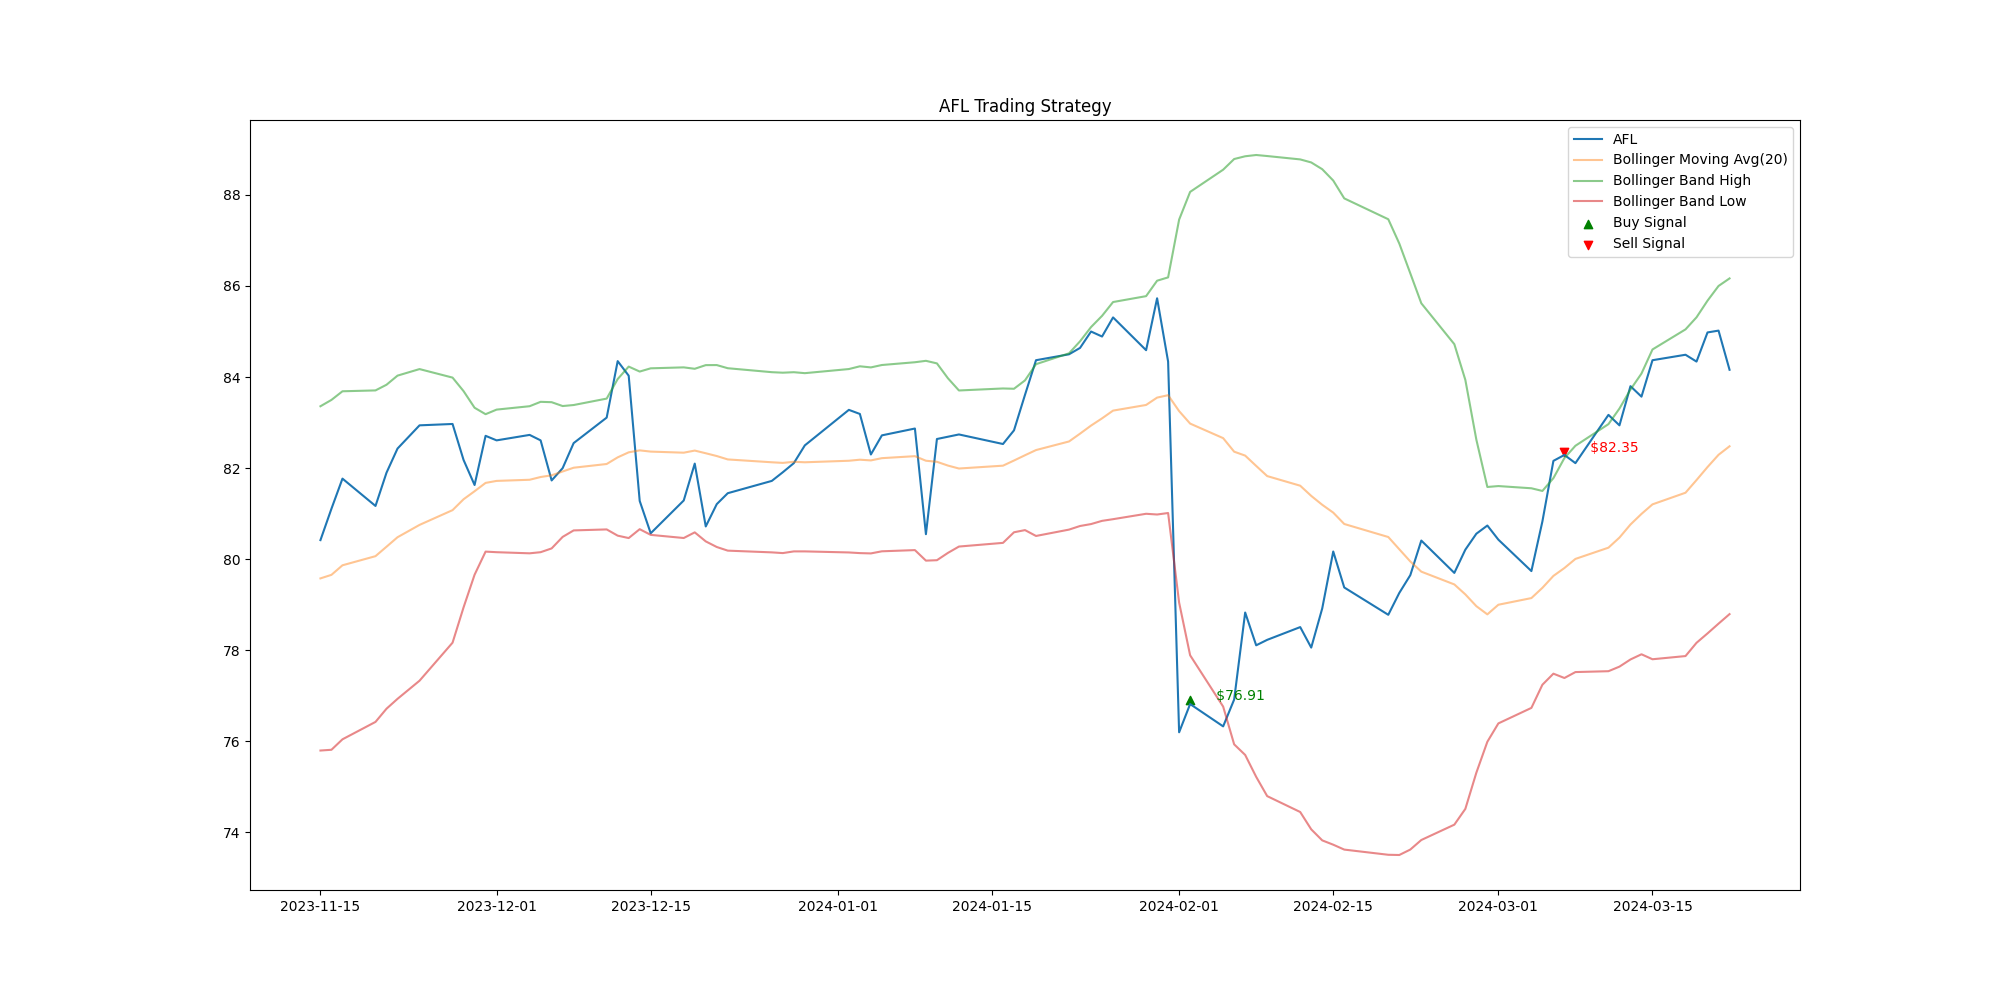 AFL Trading Strategy
AFL
Bollinger Moving Avg(20)
Bollinger Band High
Bollinger Band Low
Buy Signal
Sell Signal
88
86
84
82
80
78
76
74
$82.35
$76.91
2023-11-15
2023-12-01
2023-12-15
2024-01-01
2024-01-15
2024-02-01
2024-02-15
2024-03-01
2024-03-15